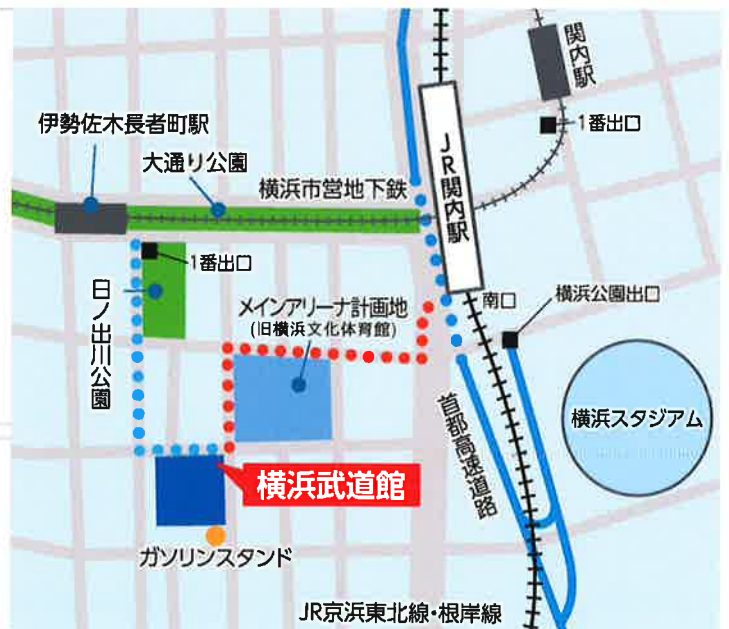 関内駅
伊勢佐木長者町駅
1番出口
大通り公園
JR関内駅
横浜市営地下鉄
1番出口
日ノ出川公園
南口
横浜公園出口
メインアリーナ計画地
(旧横浜文化体育館)
首都高速道路
横浜スタジアム
横浜武道館
ガソリンスタンド
JR京浜東北線・根岸線